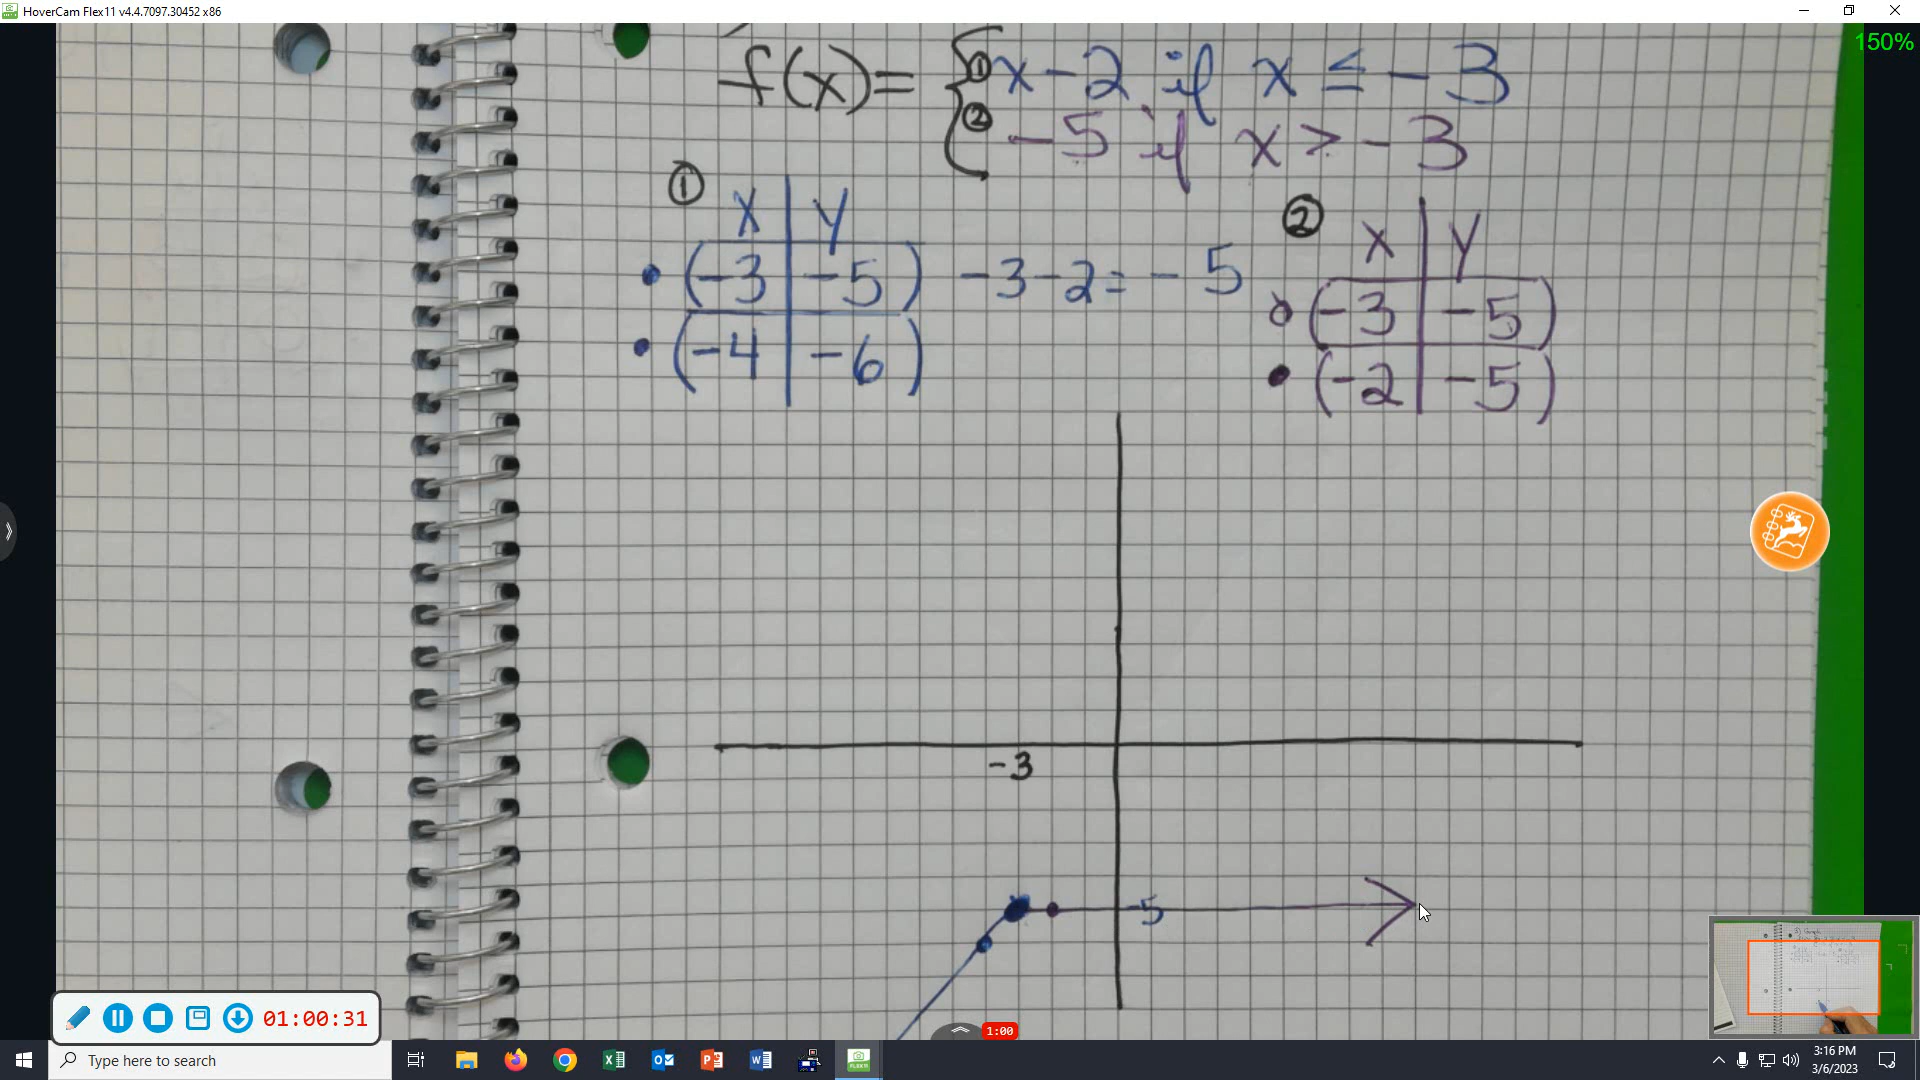 HoverCam Flex11 v4.4.7097.30452 x86
150%
f(x) = { ① x - 2 if x ≤ - 3
② - 5 if x > - 3
①
x | y
• (-3 | -5) -3 - 2 = - 5
• (-4 | -6)
②
x | y
o (-3 | -5)
• (-2 | -5)
-3
-5
01:00:31
1:00
Type here to search
3:16 PM
3/6/2023